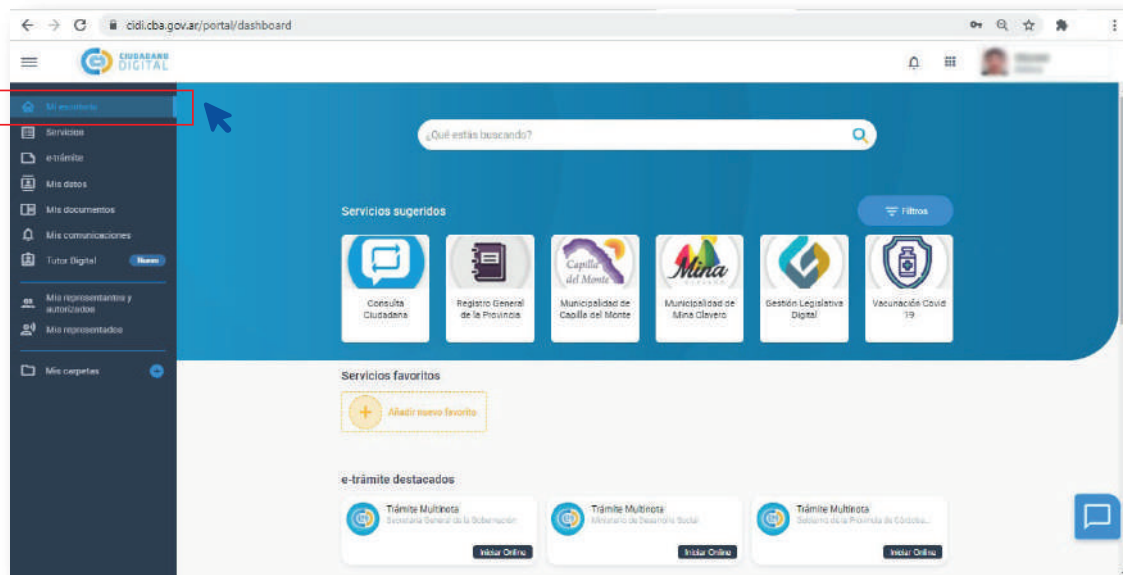 cidi.cba.gov.ar/portal/dashboard
CIUDADANO
DIGITAL
Mi escritorio
Servicios
e-trámite
Mis datos
Mis documentos
Mis comunicaciones
Tutor Digital Nuevo
Mis representantes y
autorizados
Mis representados
Mis carpetas
¿Qué estás buscando?
Servicios sugeridos
Filtros
Consulta
Ciudadana
Registro General
de la Provincia
Capilla
del Monte
Municipalidad de
Capilla del Monte
Mina
CLAVERO
Municipalidad de
Mina Clavero
Gestión Legislativa
Digital
Vacunación Covid
19
Servicios favoritos
Añadir nuevo favorito
e-trámite destacados
Trámite Multinota
Secretaría General de la Gobernación
Iniciar Online
Trámite Multinota
Ministerio de Desarrollo Social
Iniciar Online
Trámite Multinota
Gobierno de la Provincia de Córdoba...
Iniciar Online